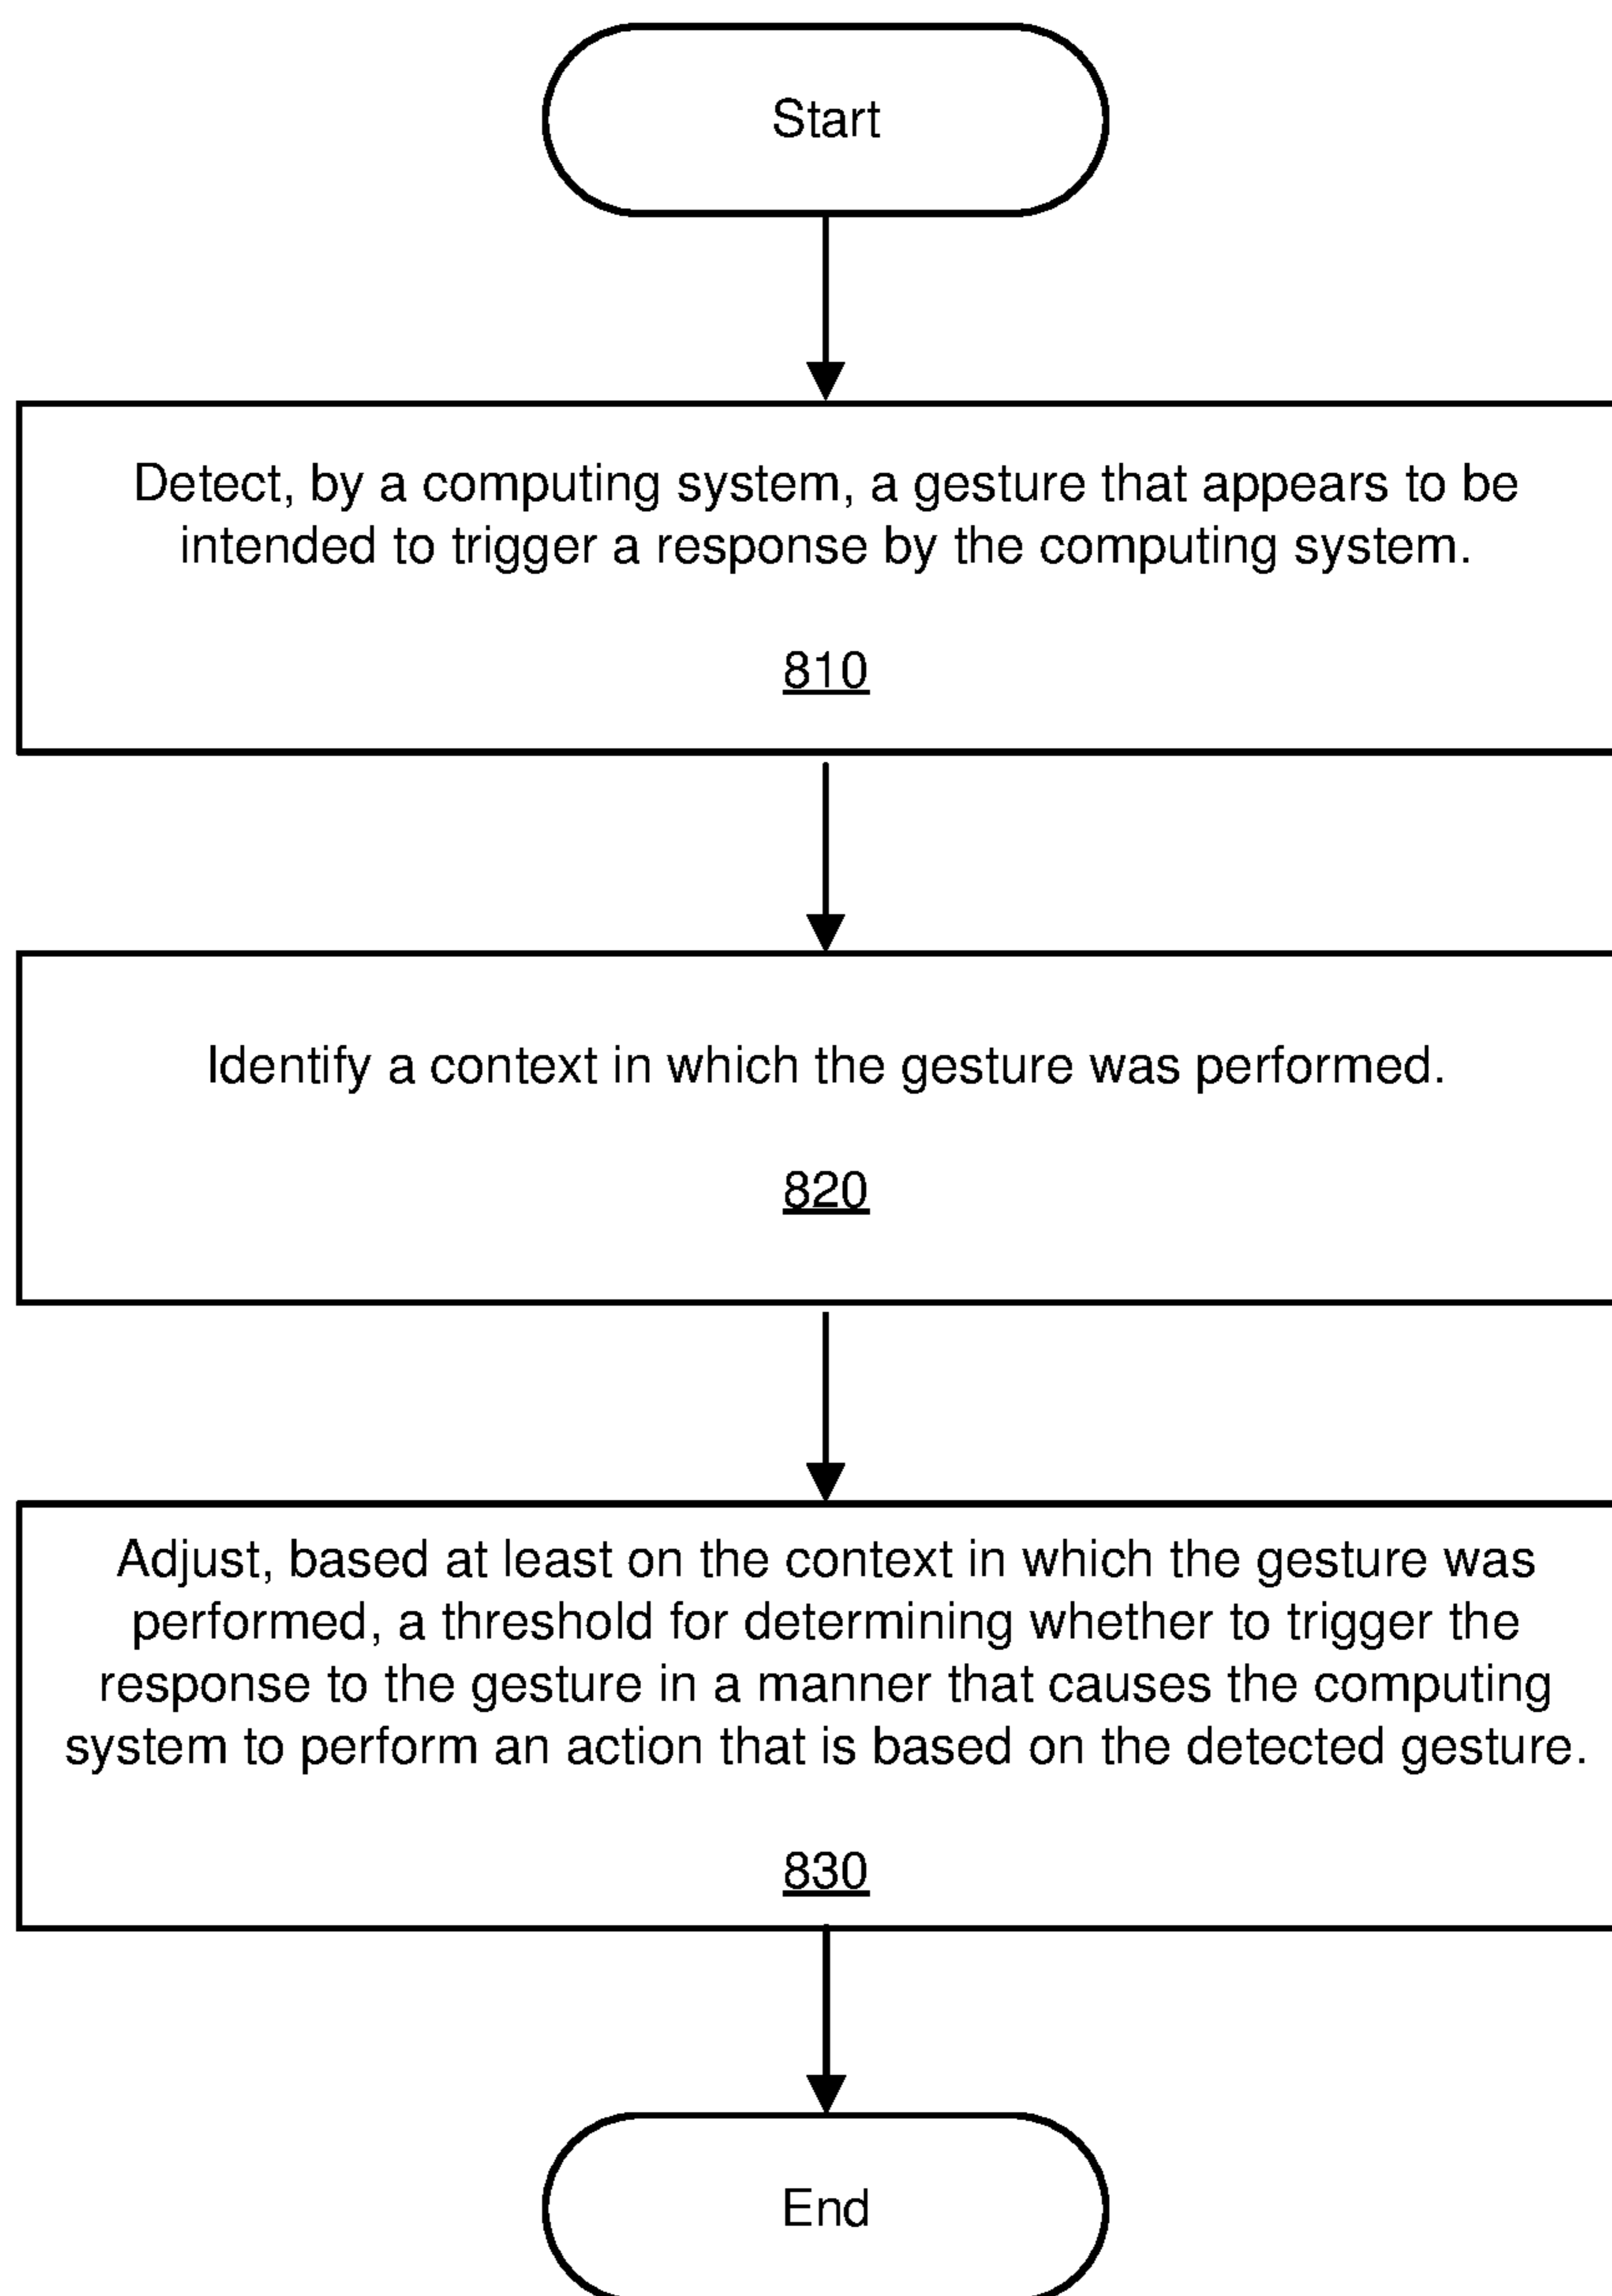 Start
Detect, by a computing system, a gesture that appears to be
intended to trigger a response by the computing system.
810
Identify a context in which the gesture was performed.
820
Adjust, based at least on the context in which the gesture was
performed, a threshold for determining whether to trigger the
response to the gesture in a manner that causes the computing
system to perform an action that is based on the detected gesture.
830
End